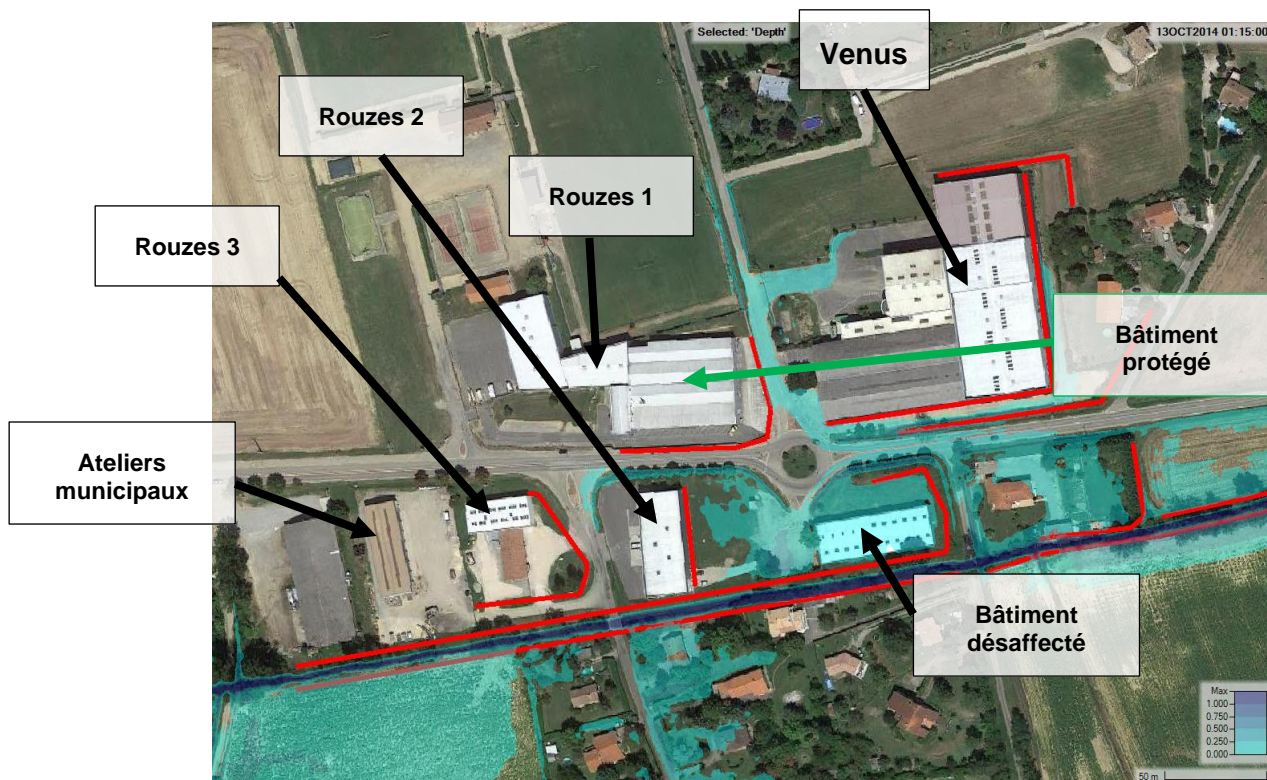 Selected: 'Depth'
13OCT2014 01:15:00
Venus
Rouzes 2
Rouzes 1
Rouzes 3
Bâtiment
protégé
Ateliers
municipaux
Bâtiment
désaffecté
Max
1.000
0.750
0.500
0.250
0.000
50 m